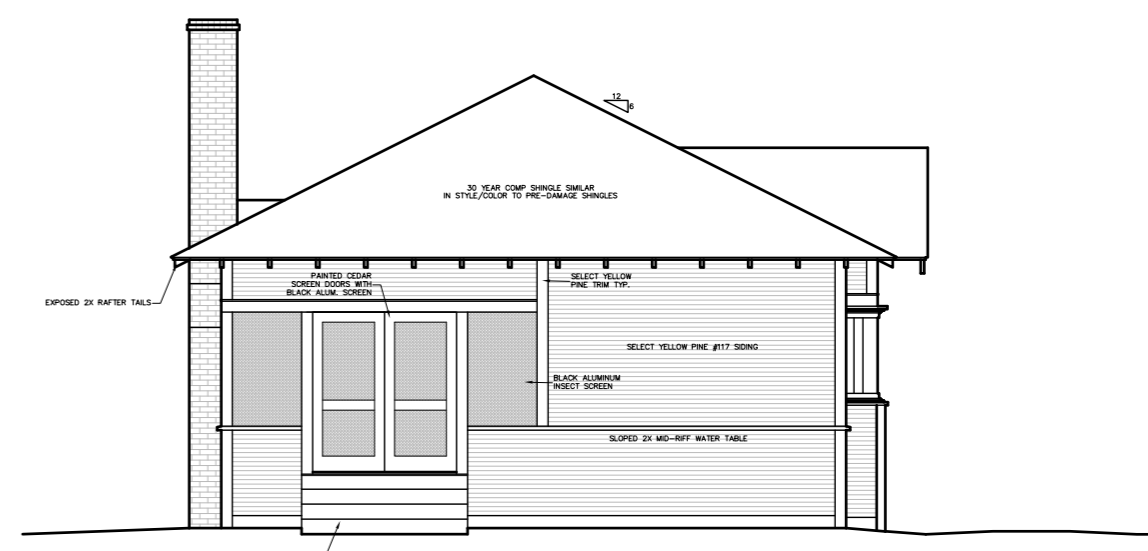 12
6
30 YEAR COMP SHINGLE SIMILAR
IN STYLE/COLOR TO PRE-DAMAGE SHINGLES
PAINTED CEDAR
SCREEN DOORS WITH
BLACK ALUM. SCREEN
SELECT YELLOW
PINE TRIM TYP.
EXPOSED 2X RAFTER TAILS
SELECT YELLOW PINE #117 SIDING
BLACK ALUMINUM
INSECT SCREEN
SLOPED 2X MID-RIFF WATER TABLE